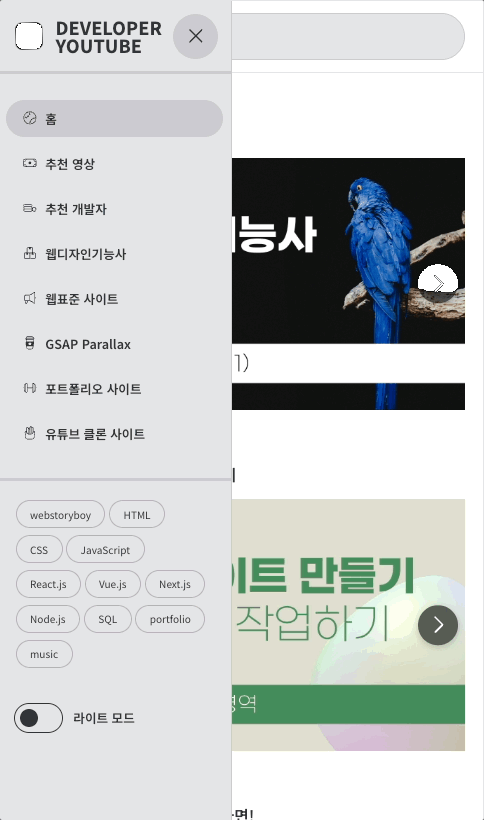 DEVELOPER
YOUTUBE
홈
추천 영상
추천 개발자
웹디자인기능사
웹표준 사이트
GSAP Parallax
포트폴리오 사이트
유튜브 클론 사이트
webstoryboy
HTML
CSS
JavaScript
React.js
Vue.js
Next.js
Node.js
SQL
portfolio
music
라이트 모드
능사
1)
이트 만들기
작업하기
영역
면!